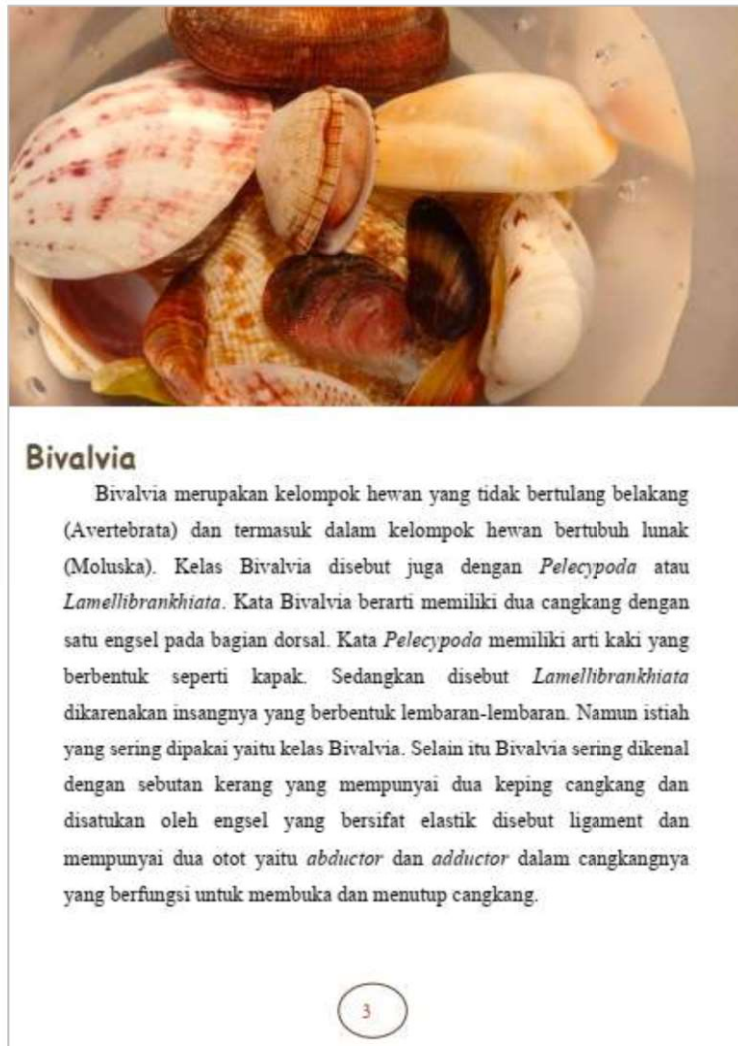 Bivalvia
Bivalvia merupakan kelompok hewan yang tidak bertulang belakang
(Avertebrata) dan termasuk dalam kelompok hewan bertubuh lunak
(Moluska). Kelas Bivalvia disebut juga dengan Pelecypoda atau
Lamellibrankhiata. Kata Bivalvia berarti memiliki dua cangkang dengan
satu engsel pada bagian dorsal. Kata Pelecypoda memiliki arti kaki yang
berbentuk seperti kapak. Sedangkan disebut Lamellibrankhiata
dikarenakan insangnya yang berbentuk lembaran-lembaran. Namun istiah
yang sering dipakai yaitu kelas Bivalvia. Selain itu Bivalvia sering dikenal
dengan sebutan kerang yang mempunyai dua keping cangkang dan
disatukan oleh engsel yang bersifat elastik disebut ligament dan
mempunyai dua otot yaitu abductor dan adductor dalam cangkangnya
yang berfungsi untuk membuka dan menutup cangkang.
3